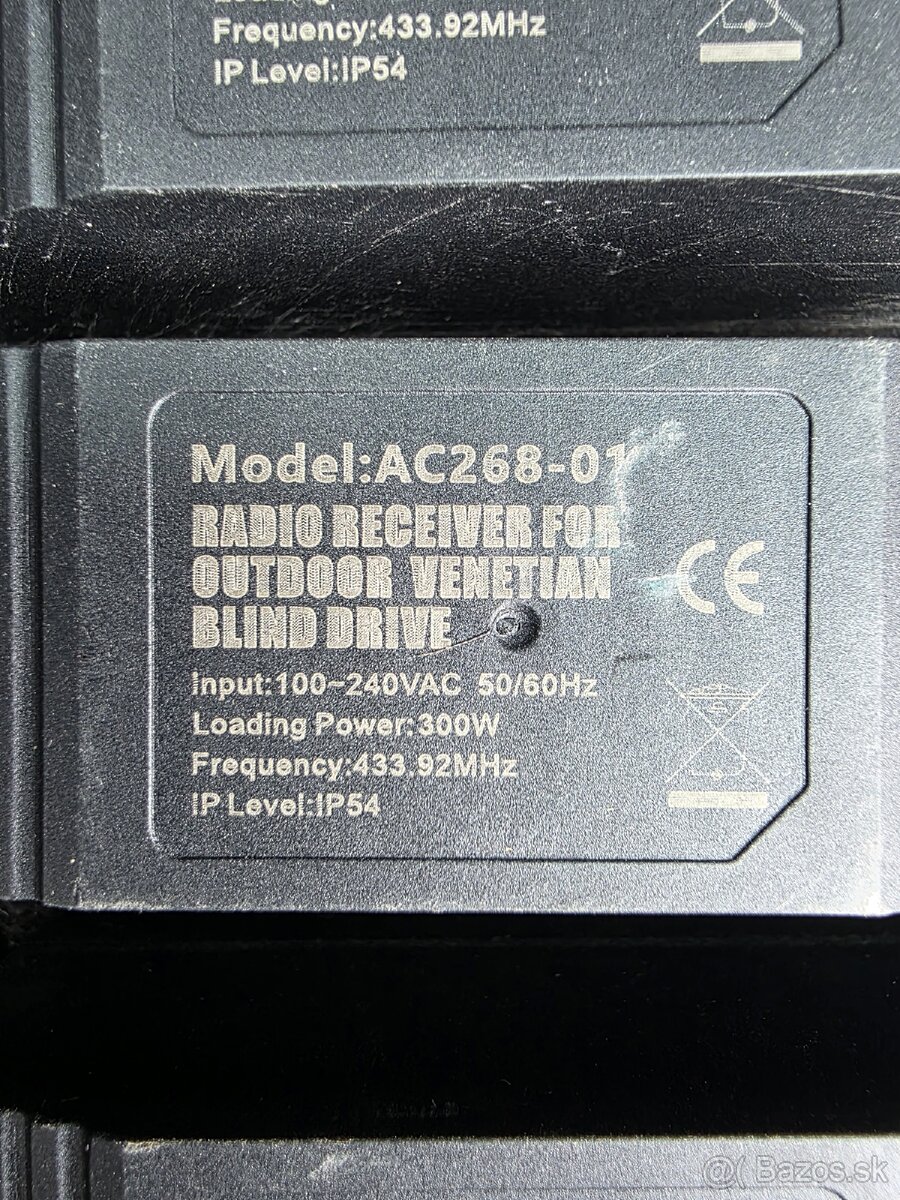 Frequency:433.92MHz
IP Level:IP54
Model:AC268-01
RADIO RECEIVER FOR
OUTDOOR VENETIAN
BLIND DRIVE
CE
Input:100~240VAC 50/60Hz
Loading Power:300W
Frequency:433.92MHz
IP Level:IP54
@( Bazos.sk